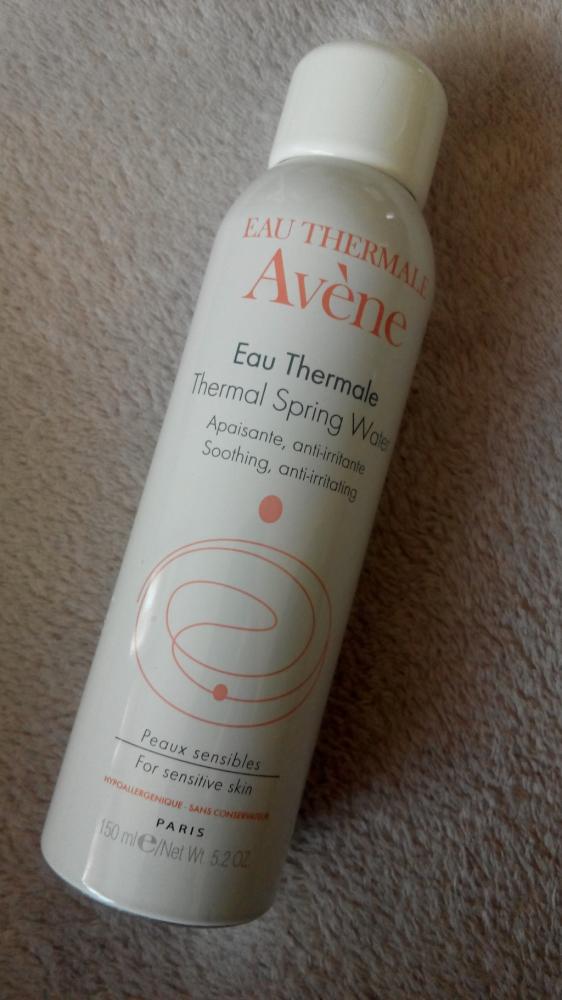 EAU THERMALE
Avène
Eau Thermale
Thermal Spring Water
Apaisante, anti-irritante
Soothing, anti-irritating
Peaux sensibles
For sensitive skin
HYPOALLERGENIQUE - SANS CONSERVATEUR
PARIS
150 ml ℮/Net Wt. 5.2 OZ.